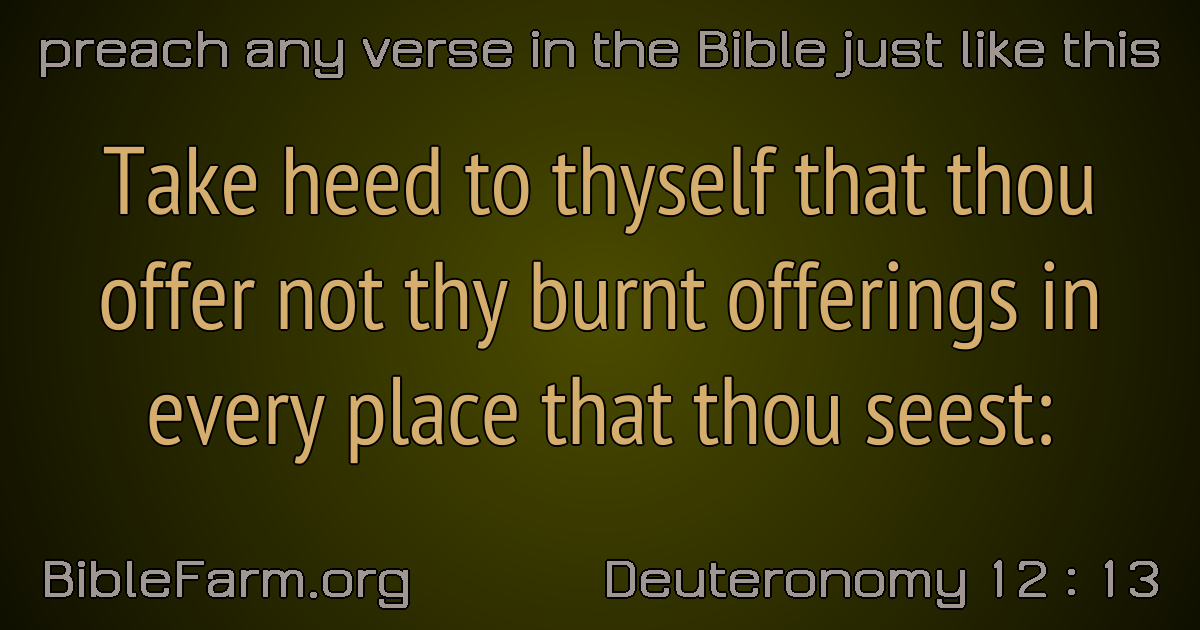 preach any verse in the Bible just like this
Take heed to thyself that thou
offer not thy burnt offerings in
every place that thou seest:
BibleFarm.org
Deuteronomy 12 : 13